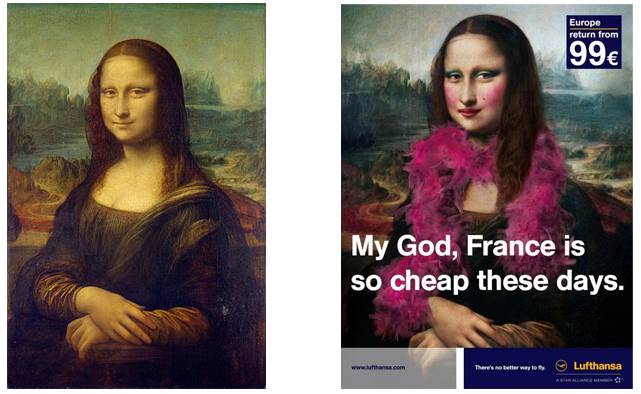 Europe
return from
99€
My God, France is
so cheap these days.
www.lufthansa.com
There's no better way to fly.
Lufthansa
A STAR ALLIANCE MEMBER